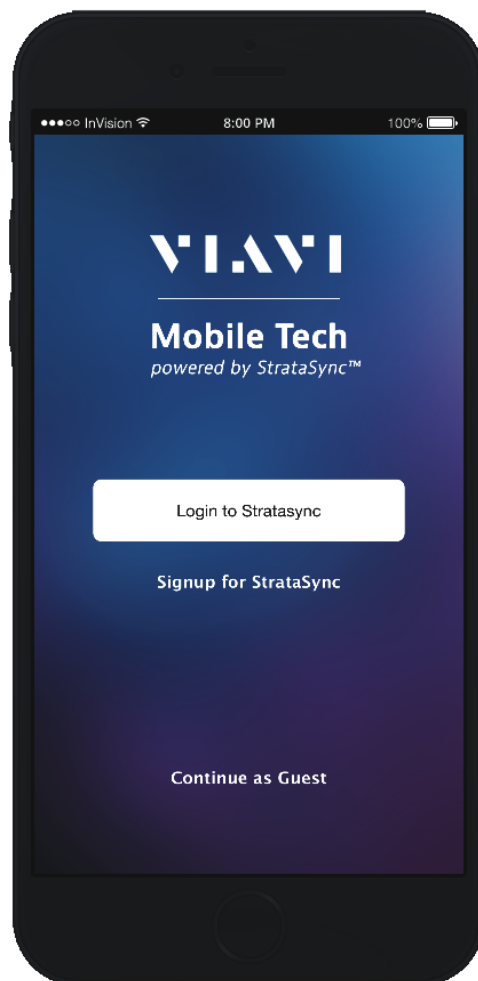 InVision 8:00 PM 100%
VIAVI
Mobile Tech
powered by StrataSync™
Login to Stratasync
Signup for StrataSync
Continue as Guest